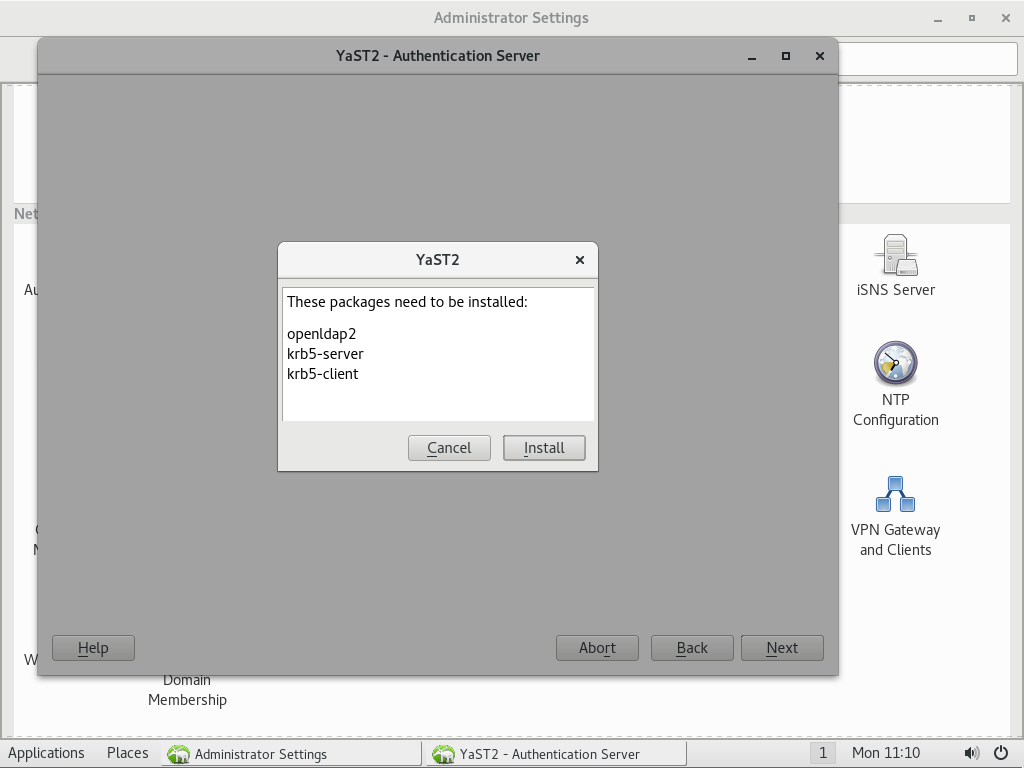 Administrator Settings
YaST2 - Authentication Server
Net
YaST2
These packages need to be installed:
openldap2
krb5-server
krb5-client
Cancel
Install
Au
iSNS Server
NTP
Configuration
VPN Gateway
and Clients
W
Help
Abort
Back
Next
Domain
Membership
Applications
Places
Administrator Settings
YaST2 - Authentication Server
1
Mon 11:10